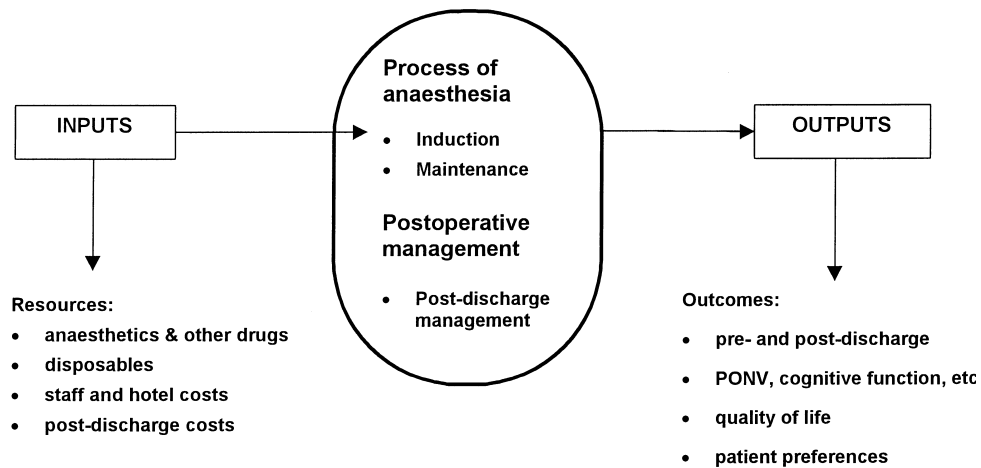 INPUTS
Resources:
• anaesthetics & other drugs
• disposables
• staff and hotel costs
• post-discharge costs
Process of
anaesthesia
• Induction
• Maintenance
Postoperative
management
• Post-discharge
management
OUTPUTS
Outcomes:
• pre- and post-discharge
• PONV, cognitive function, etc
• quality of life
• patient preferences